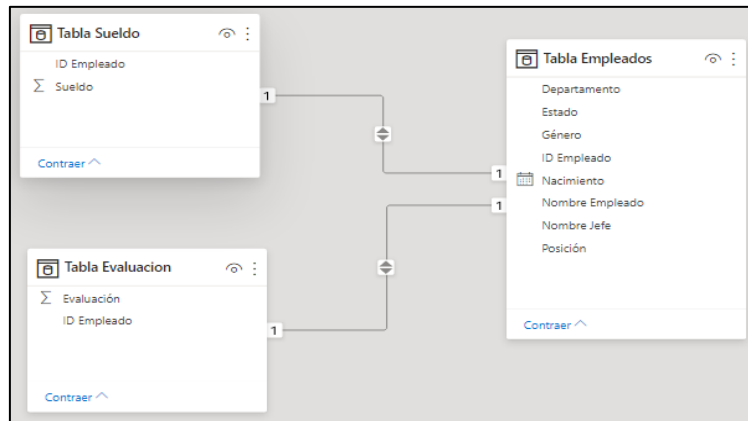 Tabla Sueldo
ID Empleado
Σ Sueldo
Contraer
1
1
Tabla Empleados
Departamento
Estado
Género
ID Empleado
Nacimiento
Nombre Empleado
Nombre Jefe
Posición
Contraer
1
1
Tabla Evaluacion
Σ Evaluación
ID Empleado
Contraer